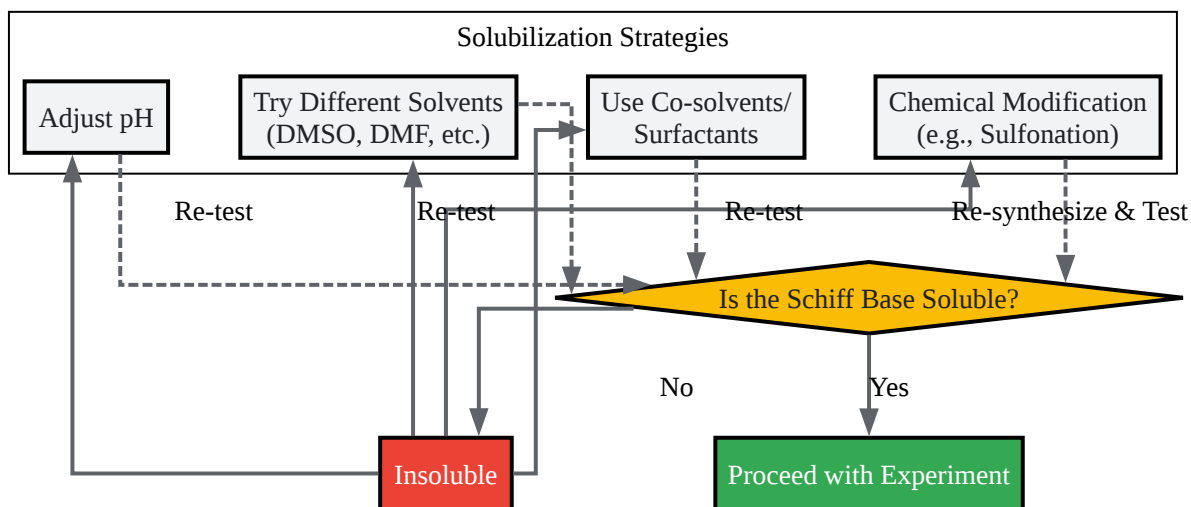 Solubilization Strategies
Adjust pH
Try Different Solvents
(DMSO, DMF, etc.)
Use Co-solvents/
Surfactants
Chemical Modification
(e.g., Sulfonation)
Re-test
Re-test
Re-test
Re-synthesize & Test
Is the Schiff Base Soluble?
No
Yes
Insoluble
Proceed with Experiment